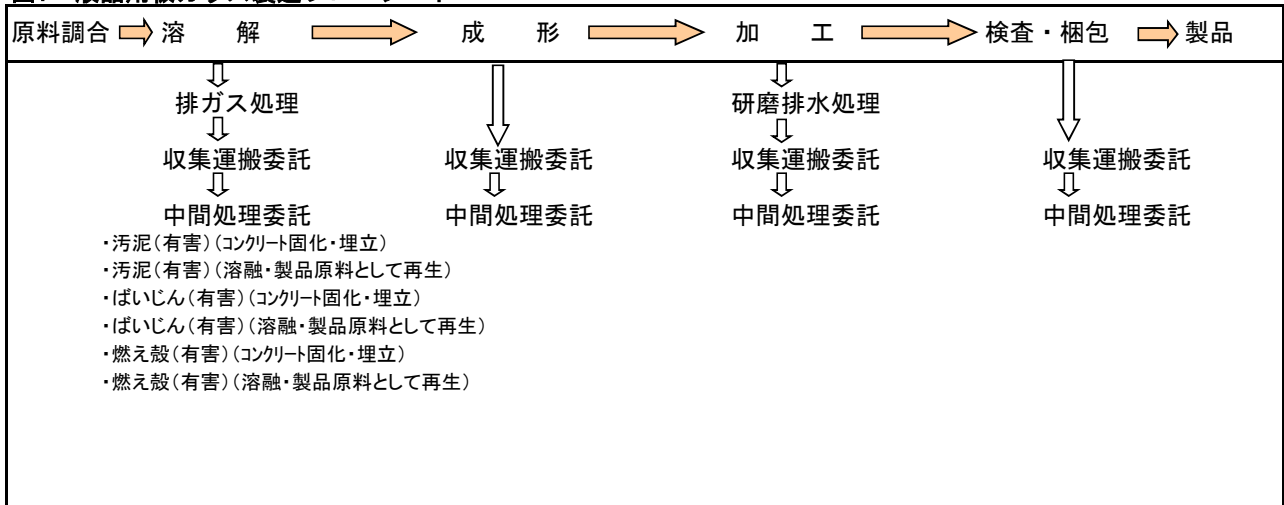 原料調合 溶 解 成 形 加 工 検査・梱包 製品
排ガス処理 研磨排水処理
収集運搬委託 収集運搬委託 収集運搬委託 収集運搬委託
中間処理委託 中間処理委託 中間処理委託 中間処理委託
・汚泥(有害)(コンクリート固化・埋立)
・汚泥(有害)(溶融・製品原料として再生)
・ばいじん(有害)(コンクリート固化・埋立)
・ばいじん(有害)(溶融・製品原料として再生)
・燃え殻(有害)(コンクリート固化・埋立)
・燃え殻(有害)(溶融・製品原料として再生)